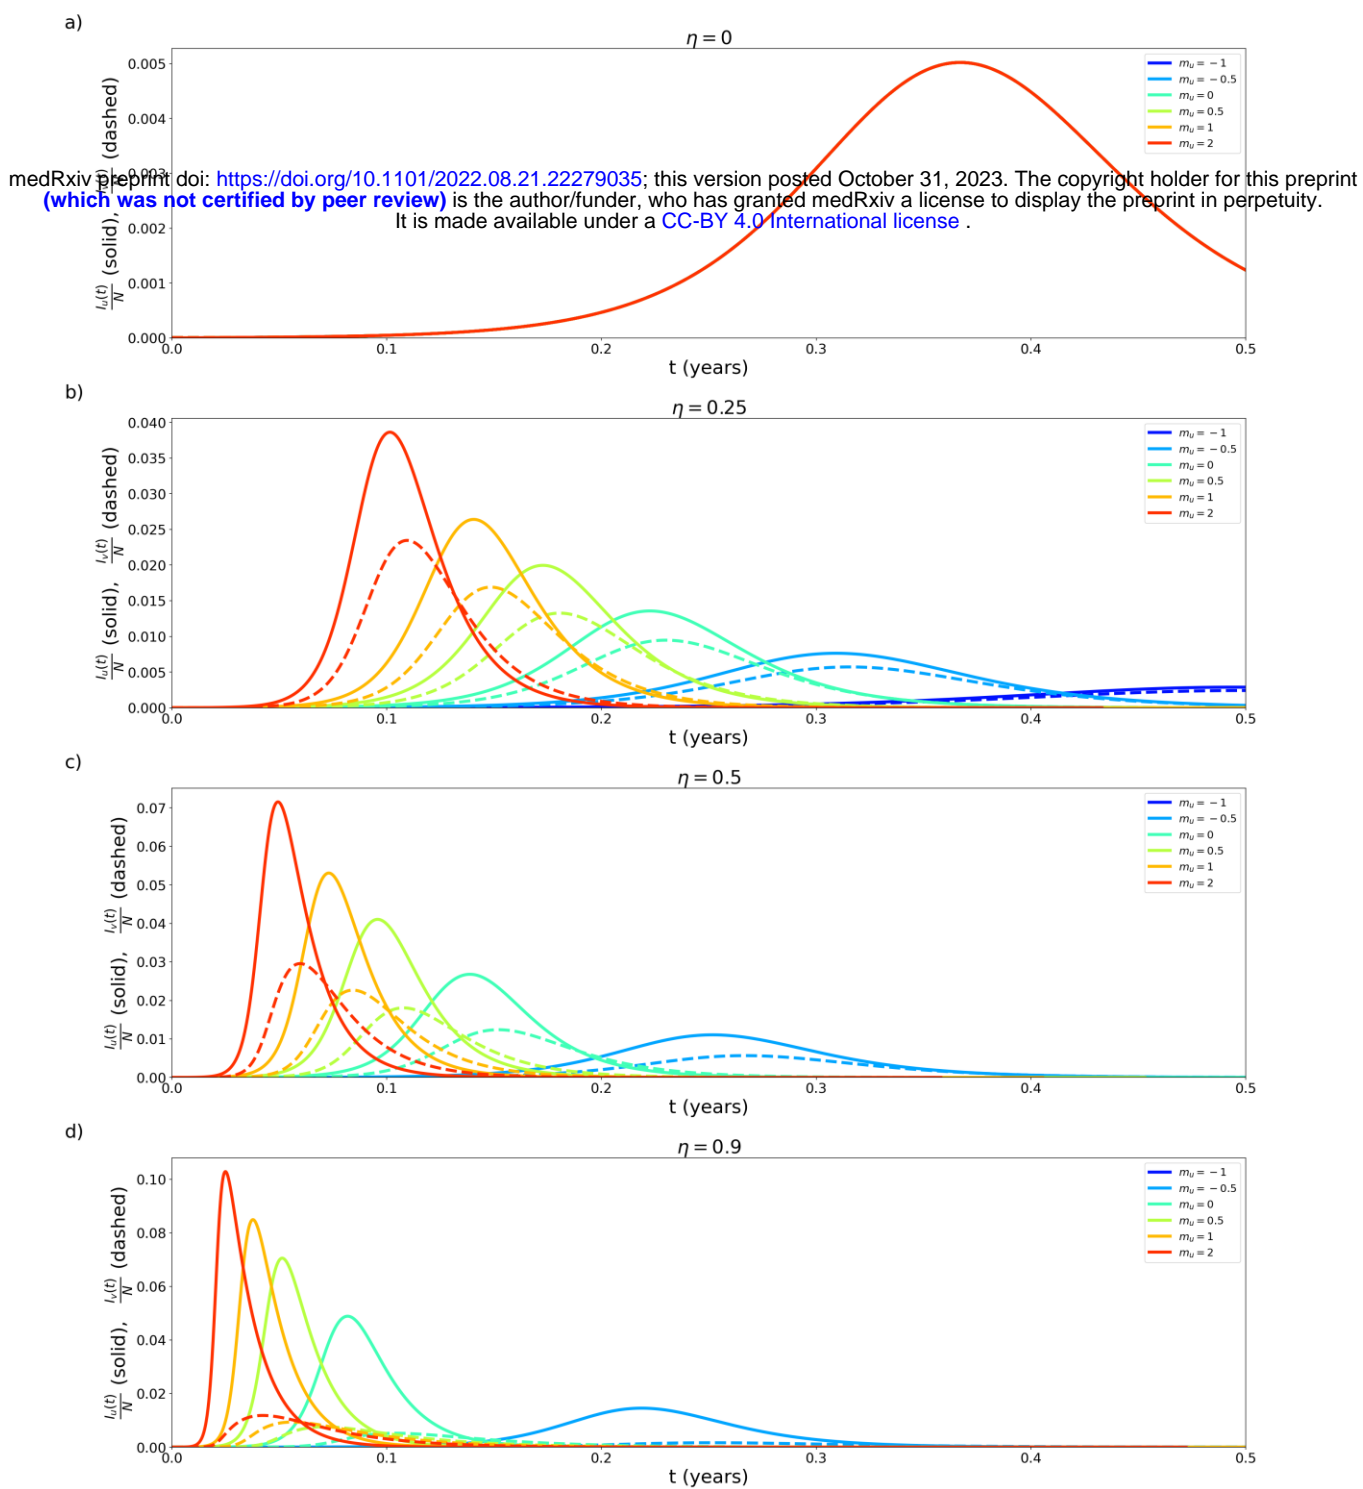 a)
η = 0
0.005
0.004
0.003
0.002
0.001
0.000
I_u(t)/N (solid), (dashed)
m_u = −1
m_u = −0.5
m_u = 0
m_u = 0.5
m_u = 1
m_u = 2
medRxiv preprint doi: https://doi.org/10.1101/2022.08.21.22279035; this version posted October 31, 2023. The copyright holder for this preprint
(which was not certified by peer review) is the author/funder, who has granted medRxiv a license to display the preprint in perpetuity.
It is made available under a CC-BY 4.0 International license .
0.0 0.1 0.2 0.3 0.4 0.5
t (years)
b)
η = 0.25
0.040
0.035
0.030
0.025
0.020
0.015
0.010
0.005
0.000
I_u(t)/N (solid), I_v(t)/N (dashed)
m_u = −1
m_u = −0.5
m_u = 0
m_u = 0.5
m_u = 1
m_u = 2
0.0 0.1 0.2 0.3 0.4 0.5
t (years)
c)
η = 0.5
0.07
0.06
0.05
0.04
0.03
0.02
0.01
0.00
I_u(t)/N (solid), I_v(t)/N (dashed)
m_u = −1
m_u = −0.5
m_u = 0
m_u = 0.5
m_u = 1
m_u = 2
0.0 0.1 0.2 0.3 0.4 0.5
t (years)
d)
η = 0.9
0.10
0.08
0.06
0.04
0.02
0.00
I_u(t)/N (solid), I_v(t)/N (dashed)
m_u = −1
m_u = −0.5
m_u = 0
m_u = 0.5
m_u = 1
m_u = 2
0.0 0.1 0.2 0.3 0.4 0.5
t (years)